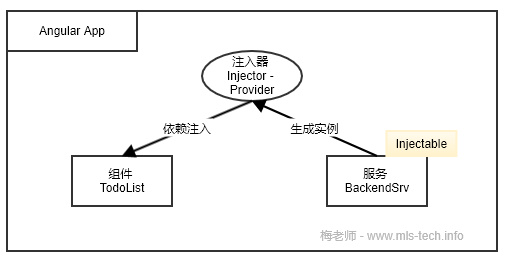 Angular App
注入器
Injector -
Provider
依赖注入
生成实例
Injectable
组件
TodoList
服务
BackendSrv
梅老师 - www.mls-tech.info